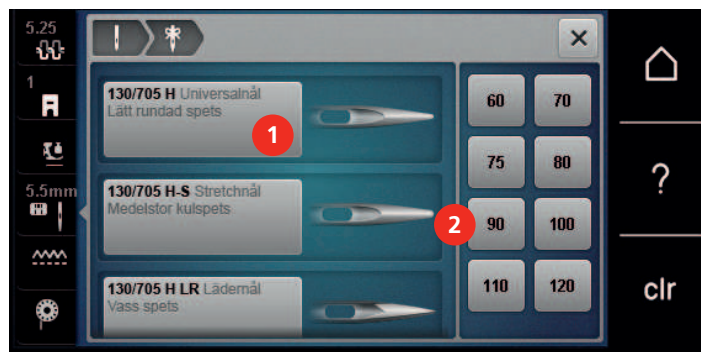 5.25
1
5.5mm
130/705 H Universalnål
Lätt rundad spets
1
130/705 H-S Stretchnål
Medelstor kulspets
2
130/705 H LR Lädernål
Vass spets
60 70
75 80
90 100
110 120
?
clr